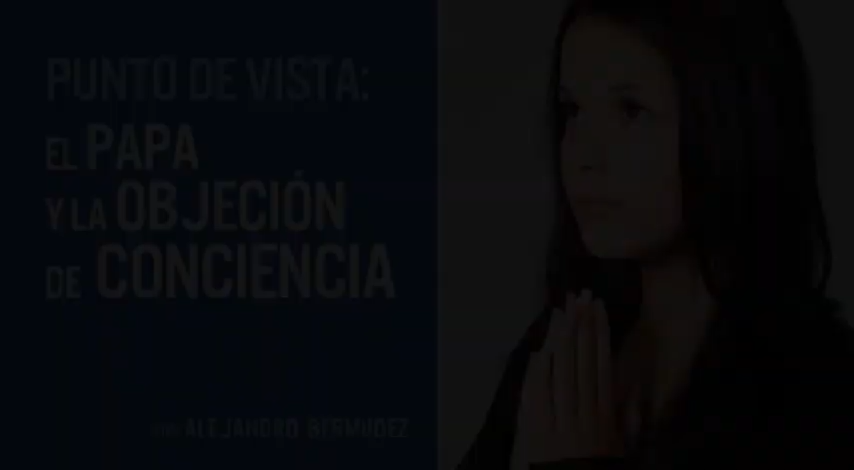 PUNTO DE VISTA:
EL PAPA
Y LA OBJECIÓN
DE CONCIENCIA
ALEJANDRO BERMUDEZ